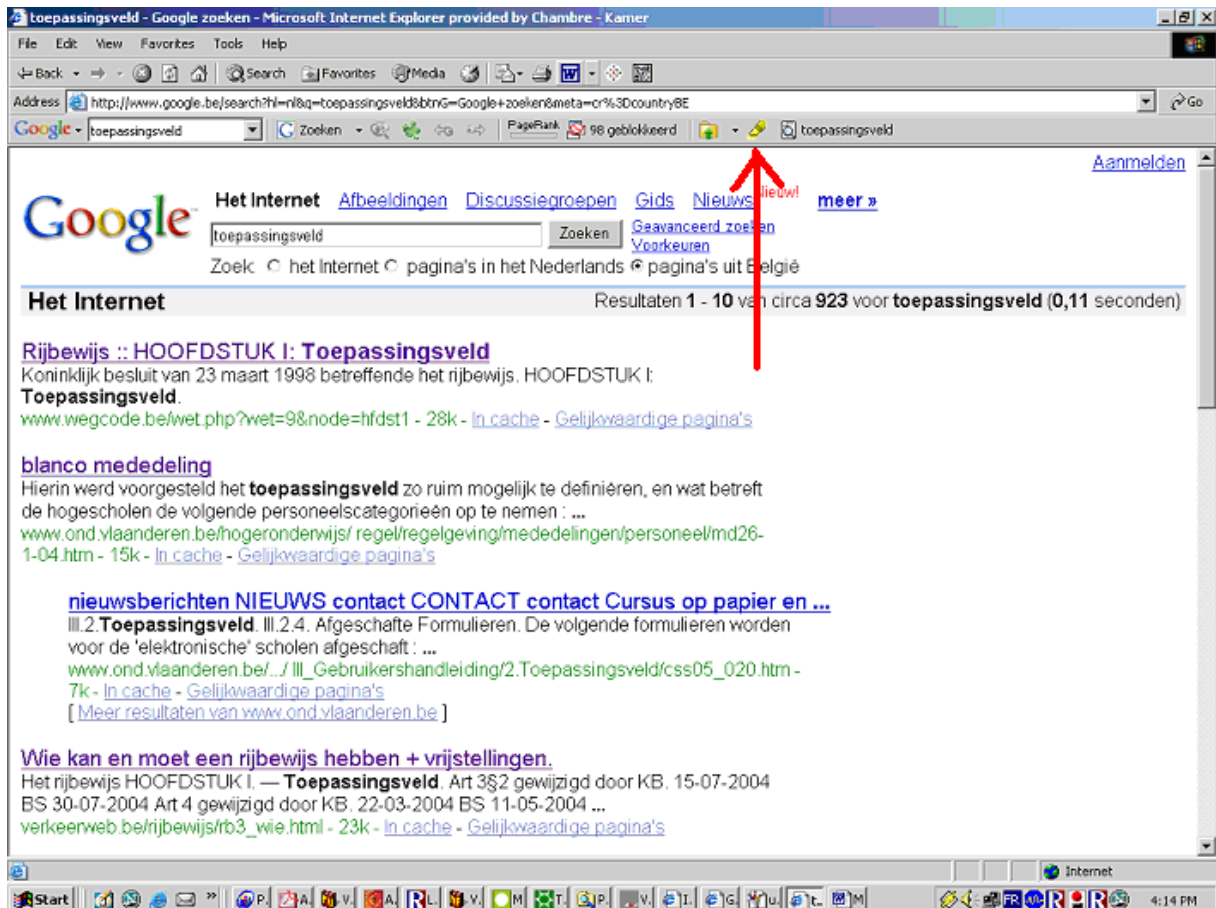 toepassingsveld - Google zoeken - Microsoft Internet Explorer provided by Chambre - Kamer
File Edit View Favorites Tools Help
Back Search Favorites Media
Address http://www.google.be/search?hl=nl&q=toepassingsveld&btnG=Google+zoeken&meta=cr%3DcountryBE Go
Google toepassingsveld Zoeken PageRank 98 geblokkeerd toepassingsveld
Aanmelden
Google Het Internet Afbeeldingen Discussiegroepen Gids Nieuws Nieuw! meer »
toepassingsveld Zoeken Geavanceerd zoeken
Voorkeuren
Zoek: het Internet pagina's in het Nederlands pagina's uit België
Het Internet Resultaten 1 - 10 van circa 923 voor toepassingsveld (0,11 seconden)
Rijbewijs :: HOOFDSTUK I: Toepassingsveld
Koninklijk besluit van 23 maart 1998 betreffende het rijbewijs. HOOFDSTUK I:
Toepassingsveld.
www.wegcode.be/wet.php?wet=9&node=hfdst1 - 28k - In cache - Gelijkwaardige pagina's
blanco mededeling
Hierin werd voorgesteld het toepassingsveld zo ruim mogelijk te definiëren, en wat betreft
de hogescholen de volgende personeelscategorieën op te nemen : ...
www.ond.vlaanderen.be/hogeronderwijs/ regel/regelgeving/mededelingen/personeel/md26-
1-04.htm - 15k - In cache - Gelijkwaardige pagina's
nieuwsberichten NIEUWS contact CONTACT contact Cursus op papier en ...
III.2.Toepassingsveld. III.2.4. Afgeschafte Formulieren. De volgende formulieren worden
voor de 'elektronische' scholen afgeschaft : ...
www.ond.vlaanderen.be/.../ III_Gebruikershandleiding/2.Toepassingsveld/css05_020.htm -
7k - In cache - Gelijkwaardige pagina's
[ Meer resultaten van www.ond.vlaanderen.be ]
Wie kan en moet een rijbewijs hebben + vrijstellingen.
Het rijbewijs HOOFDSTUK I. — Toepassingsveld. Art 3§2 gewijzigd door KB. 15-07-2004
BS 30-07-2004 Art 4 gewijzigd door KB. 22-03-2004 BS 11-05-2004 ...
verkeerweb.be/rijbewijs/rb3_wie.html - 23k - In cache - Gelijkwaardige pagina's
Internet
Start » P. A. V. A. L. V. M T. P. V. I. G. u. t. M FR 4:14 PM